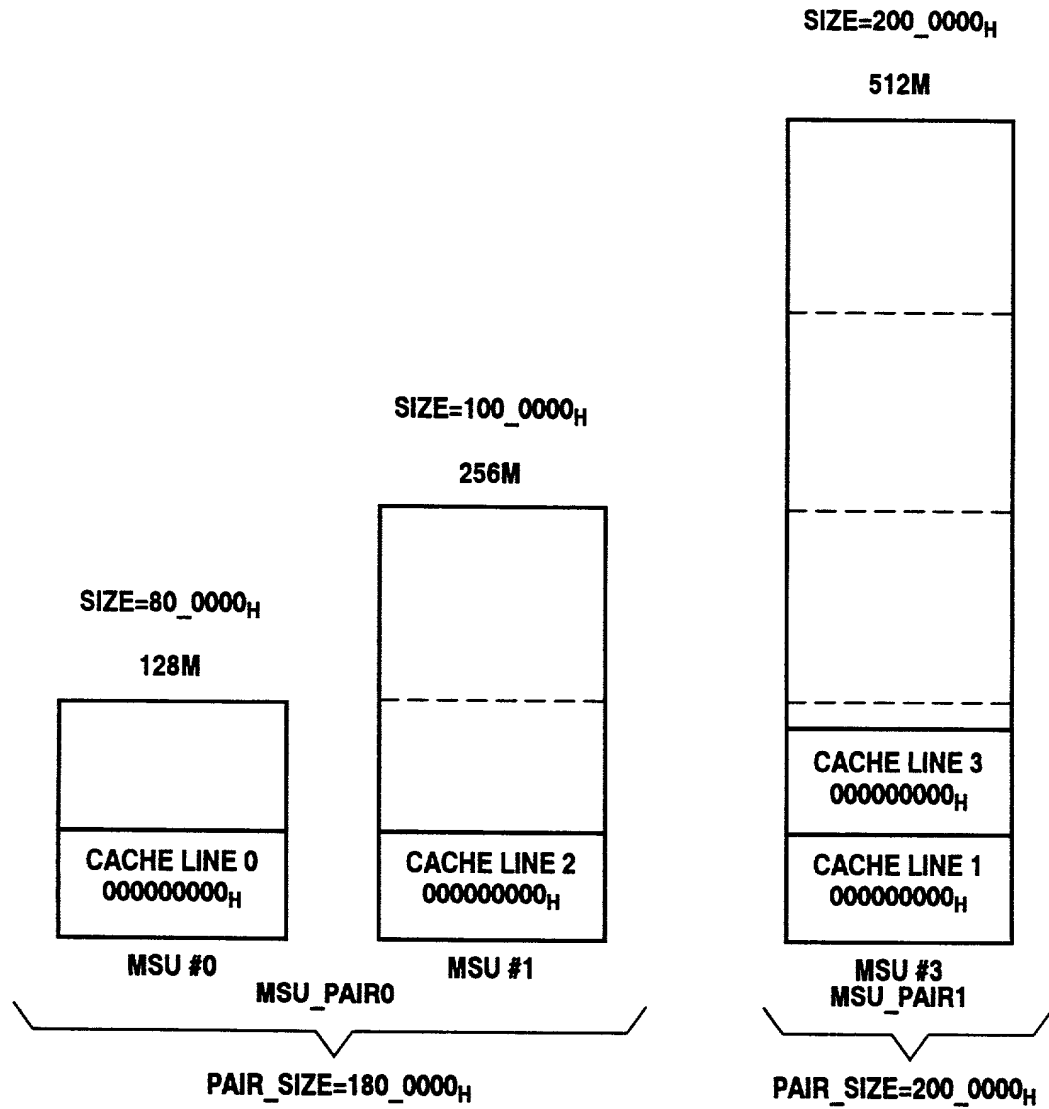 SIZE=200_0000H
512M
SIZE=100_0000H
256M
SIZE=80_0000H
128M
CACHE LINE 3
000000000H
CACHE LINE 0
000000000H
CACHE LINE 2
000000000H
CACHE LINE 1
000000000H
MSU #0
MSU #1
MSU #3
MSU_PAIR0
MSU_PAIR1
PAIR_SIZE=180_0000H
PAIR_SIZE=200_0000H